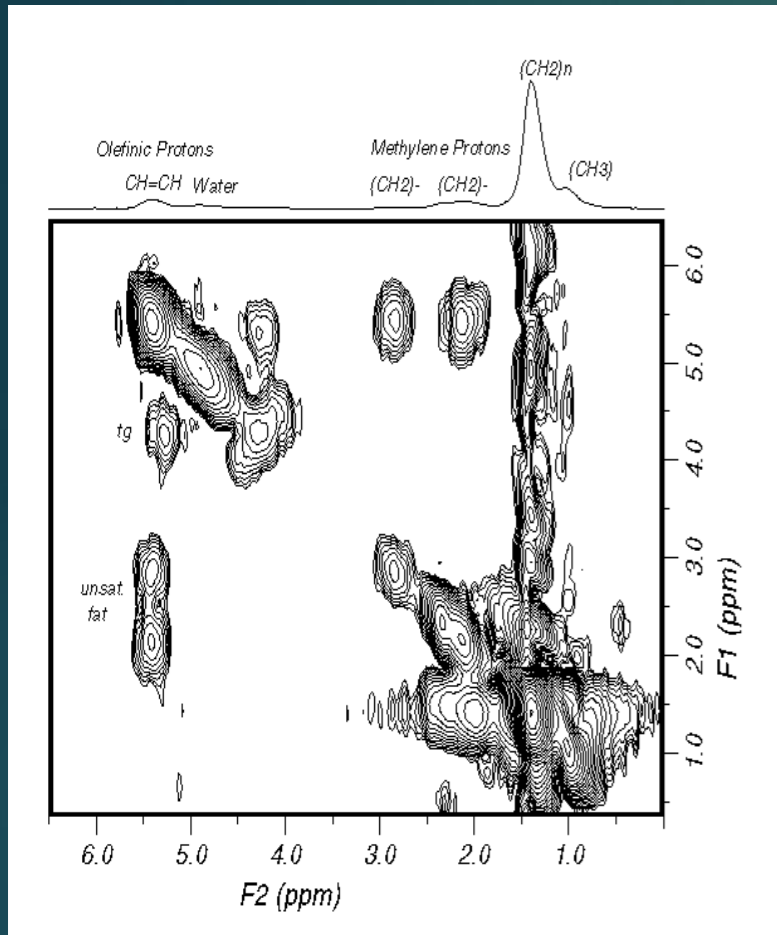 (CH2)n
Olefinic Protons
Methylene Protons
CH=CH Water (CH2)- (CH2)- (CH3)
6.0
5.0
tg
4.0
3.0
unsat.
fat
2.0
1.0
F1 (ppm)
6.0 5.0 4.0 3.0 2.0 1.0
F2 (ppm)